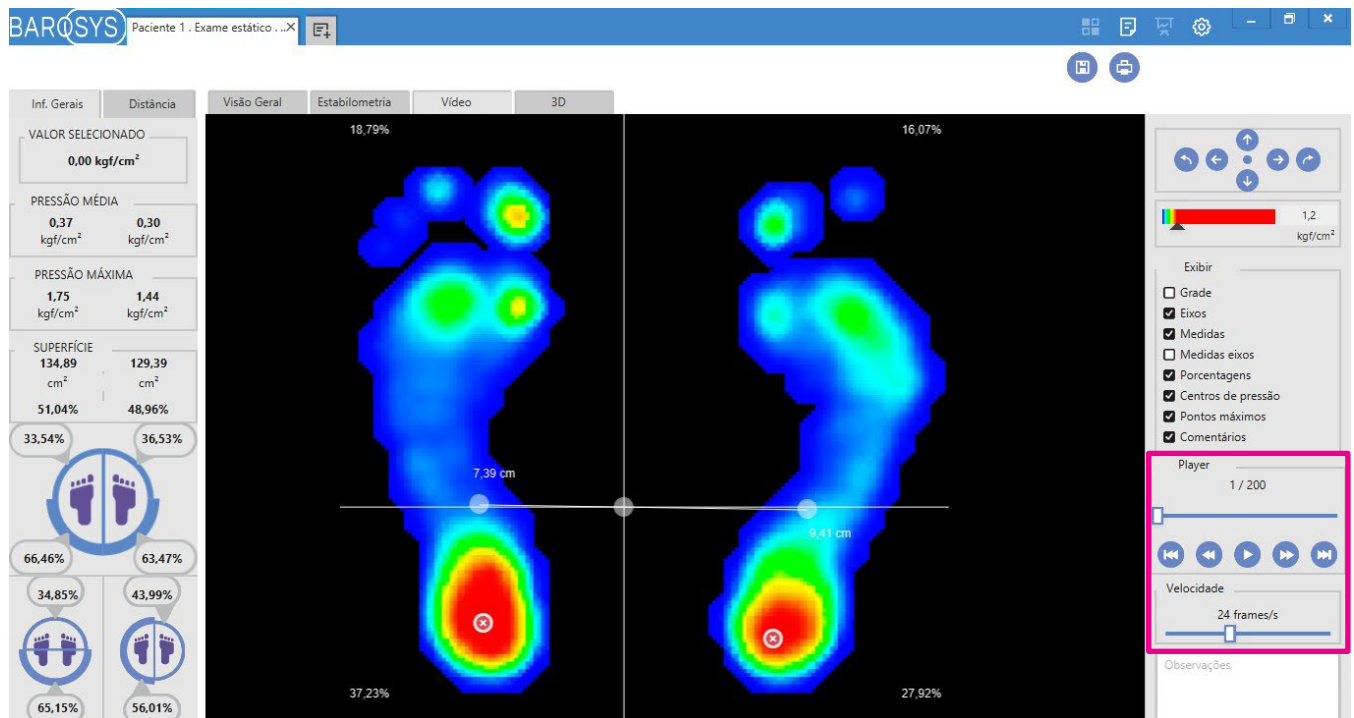 BAROSYS
Paciente 1 . Exame estático . ..X
Inf. Gerais
Distância
Visão Geral
Estabilometria
Vídeo
3D
VALOR SELECIONADO
0,00 kgf/cm²
PRESSÃO MÉDIA
0,37 0,30
kgf/cm² kgf/cm²
PRESSÃO MÁXIMA
1,75 1,44
kgf/cm² kgf/cm²
SUPERFÍCIE
134,89 129,39
cm² cm²
51,04% 48,96%
33,54% 36,53%
66,46% 63,47%
34,85% 43,99%
65,15% 56,01%
18,79% 16,07%
7,39 cm
9,41 cm
37,23% 27,92%
1,2
kgf/cm²
Exibir
Grade
Eixos
Medidas
Medidas eixos
Porcentagens
Centros de pressão
Pontos máximos
Comentários
Player
1 / 200
Velocidade
24 frames/s
Observações